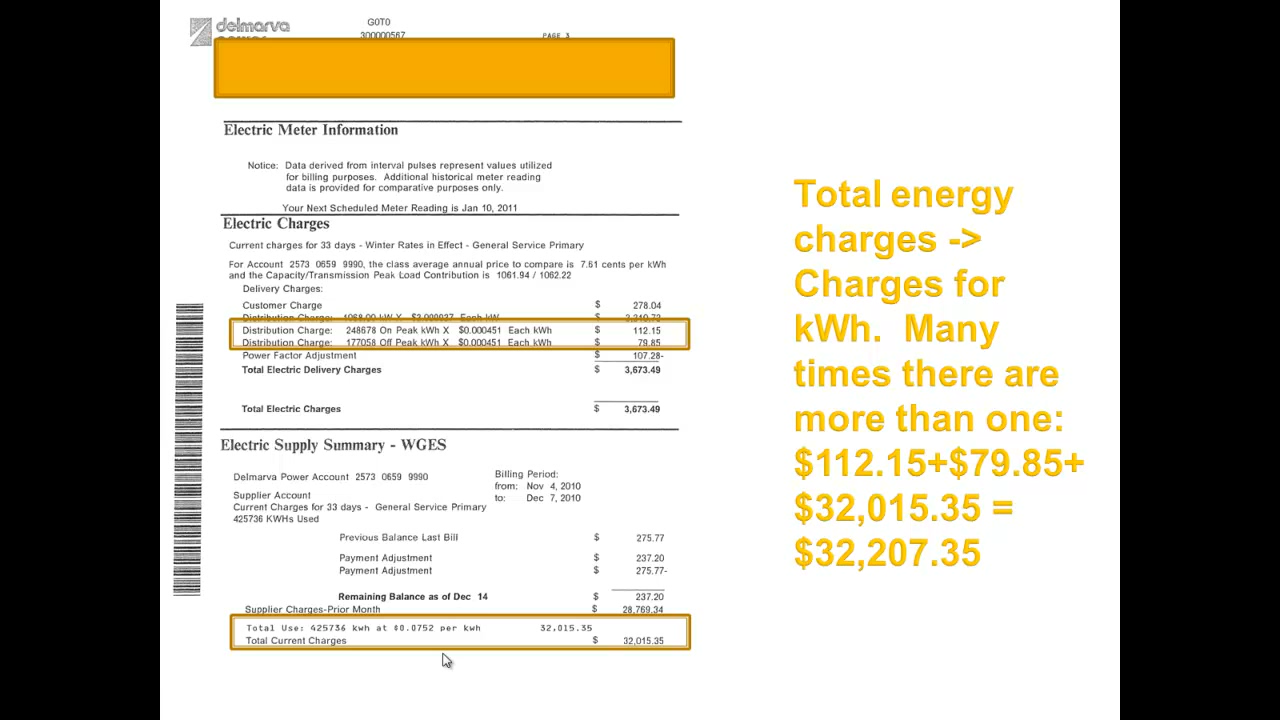 delmarva
G0T0
300000567
PAGE 3
Electric Meter Information
Notice: Data derived from interval pulses represent values utilized
for billing purposes. Additional historical meter reading
data is provided for comparative purposes only.
Your Next Scheduled Meter Reading is Jan 10, 2011
Electric Charges
Current charges for 33 days - Winter Rates in Effect - General Service Primary
For Account 2573 0659 9990, the class average annual price to compare is 7.61 cents per kWh
and the Capacity/Transmission Peak Load Contribution is 1061.94 / 1062.22
Delivery Charges:
Customer Charge $ 278.04
Distribution Charge: Each kW
Distribution Charge: 248678 On Peak kWh X $0.000451 Each kWh $ 112.15
Distribution Charge: 177058 Off Peak kWh X $0.000451 Each kWh $ 79.85
Power Factor Adjustment $ 107.28-
Total Electric Delivery Charges $ 3,673.49
Total Electric Charges $ 3,673.49
Electric Supply Summary - WGES
Delmarva Power Account 2573 0659 9990
Billing Period:
from: Nov 4, 2010
to: Dec 7, 2010
Supplier Account
Current Charges for 33 days - General Service Primary
425736 KWHs Used
Previous Balance Last Bill $ 275.77
Payment Adjustment $ 237.20
Payment Adjustment $ 275.77-
Remaining Balance as of Dec 14 $ 237.20
Supplier Charges-Prior Month $ 28,769.34
Total Use: 425736 kwh at $0.0752 per kwh 32,015.35
Total Current Charges $ 32,015.35
Total energy
charges ->
Charges for
kWh. Many
times there are
more than one:
$112.15+$79.85+
$32,015.35 =
$32,207.35